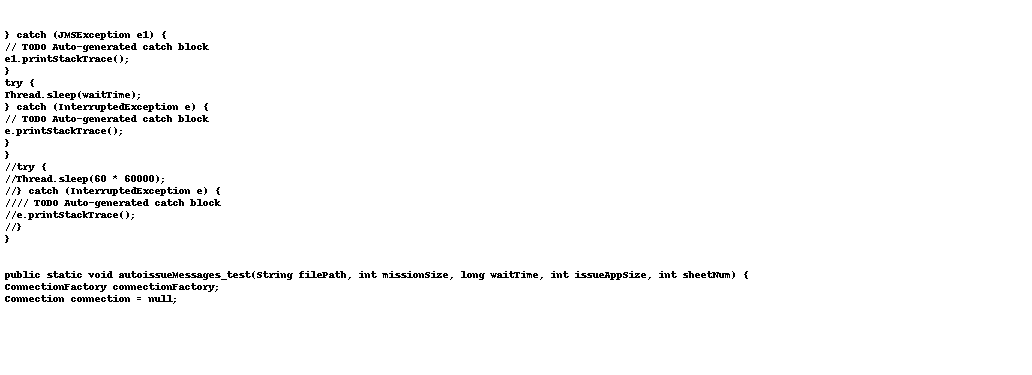 } catch (JMSException e1) {
// TODO Auto-generated catch block
e1.printStackTrace();
}
try {
Thread.sleep(waitTime);
} catch (InterruptedException e) {
// TODO Auto-generated catch block
e.printStackTrace();
}
}
//try {
//Thread.sleep(60 * 60000);
//} catch (InterruptedException e) {
//// TODO Auto-generated catch block
//e.printStackTrace();
//}
}
public static void autoissueMessages_test(String filePath, int missionSize, long waitTime, int issueAppSize, int sheetNum) {
ConnectionFactory connectionFactory;
Connection connection = null;